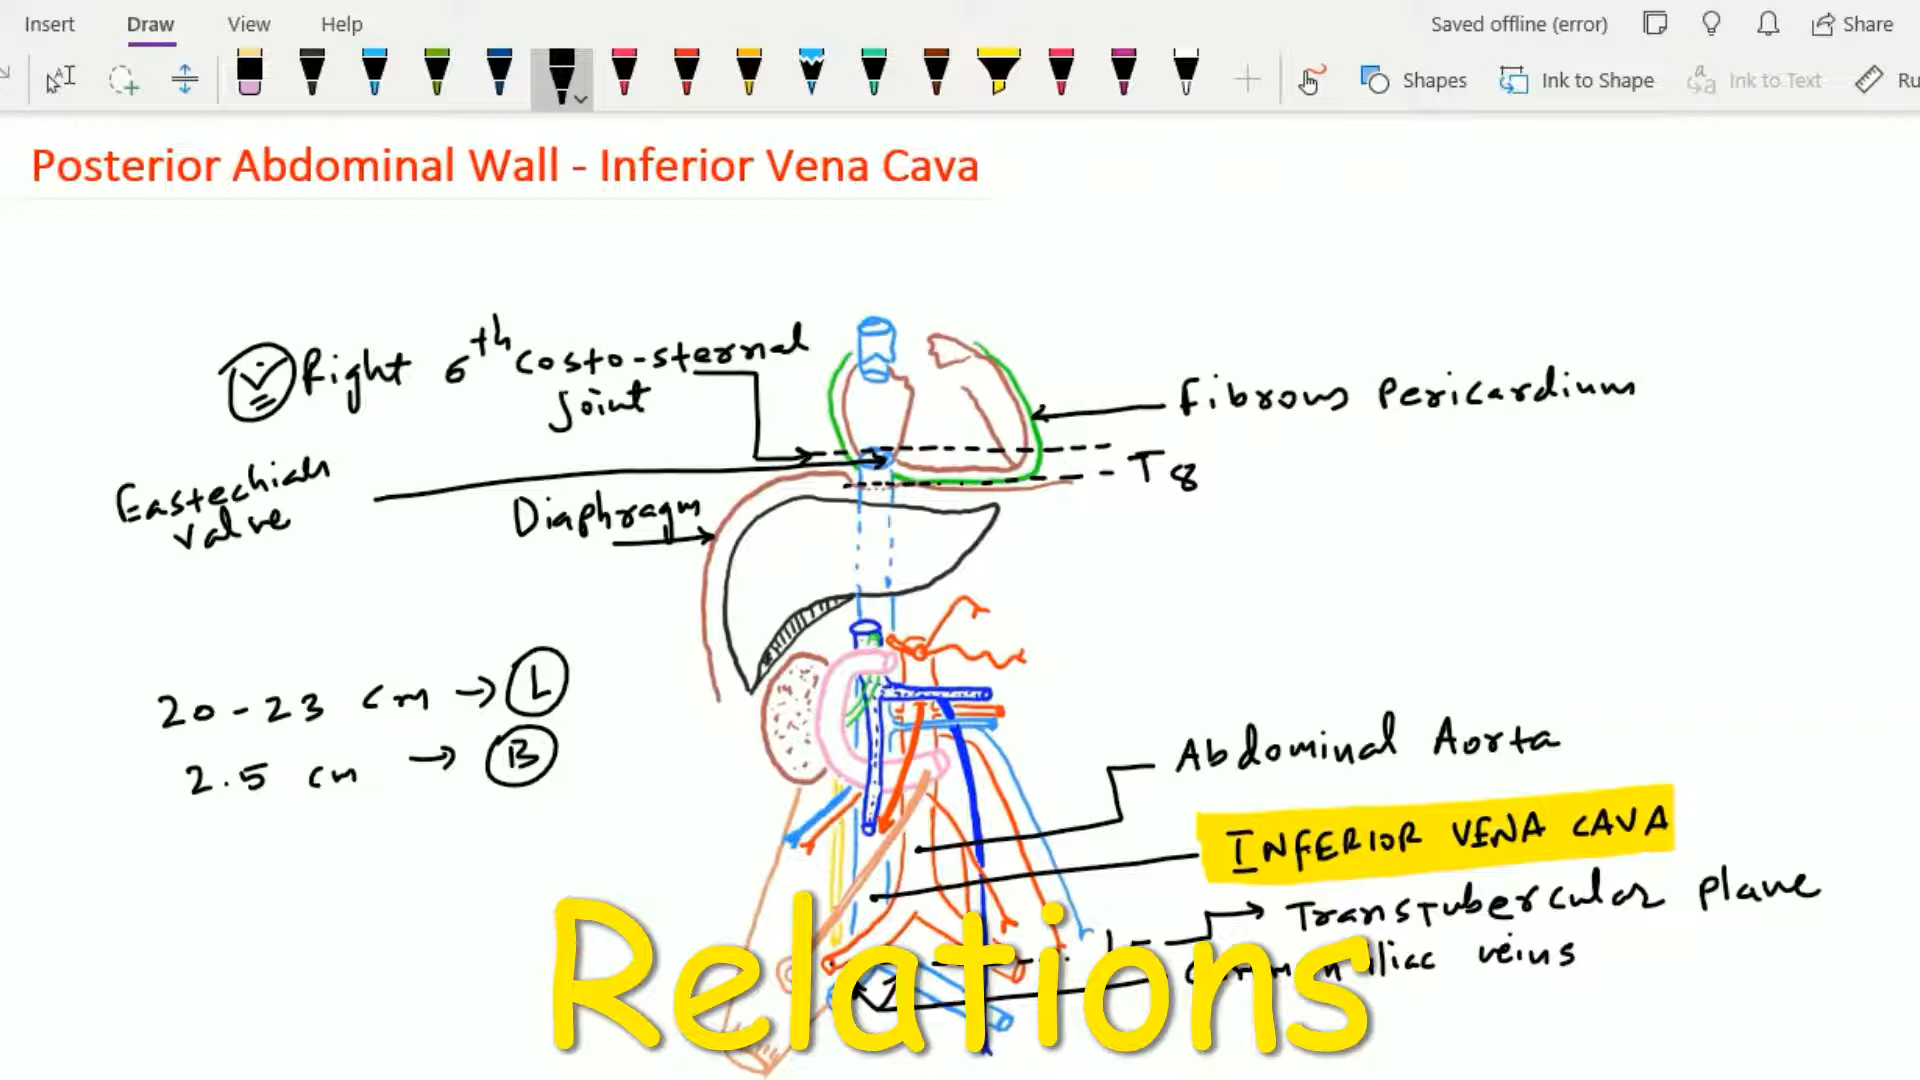 Insert Draw View Help Saved offline (error) Share
Shapes Ink to Shape Ink to Text Ru
Posterior Abdominal Wall - Inferior Vena Cava
Right 6th Costo-sternal
Joint
Fibrous Pericardium
T8
Eastechian
valve
Diaphragm
20-23 cm → L
2.5 cm → B
Abdominal Aorta
INFERIOR VENA CAVA
Transtubercular plane
iliac veins
Relations